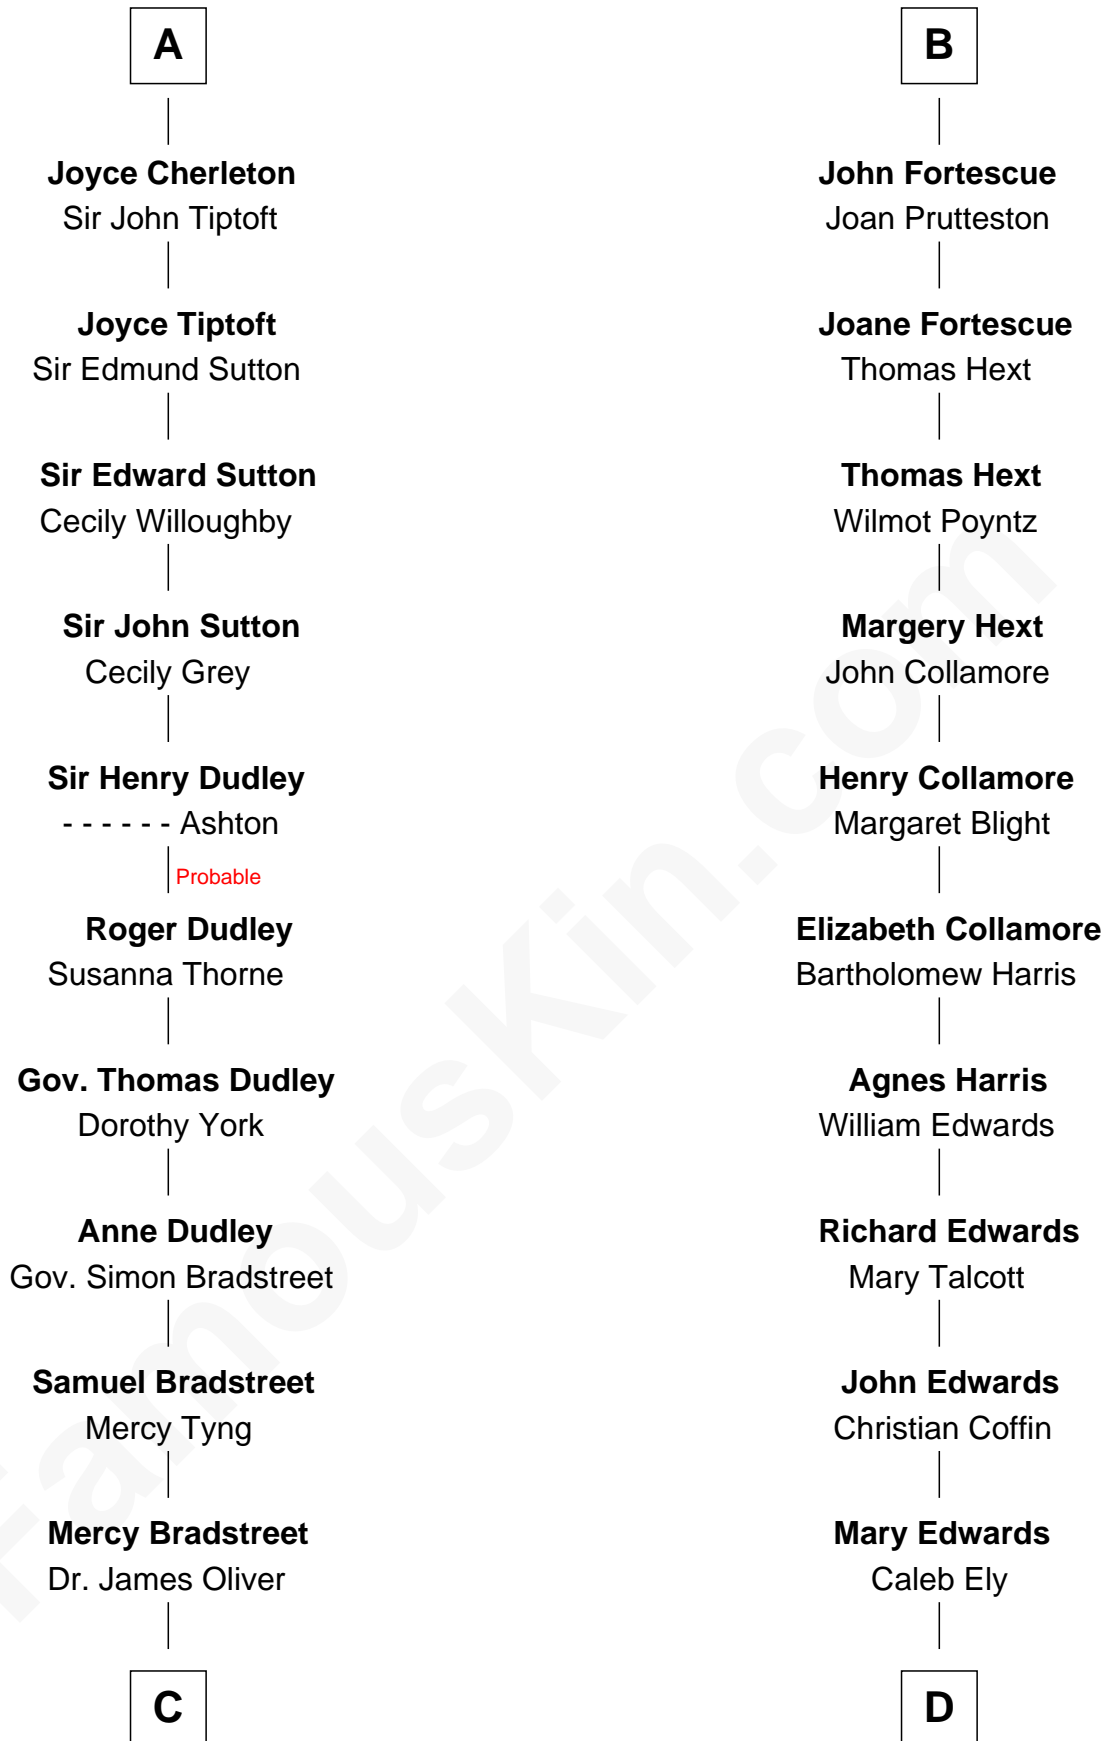 A
Joyce Cherleton
Sir John Tiptoft
Joyce Tiptoft
Sir Edmund Sutton
Sir Edward Sutton
Cecily Willoughby
Sir John Sutton
Cecily Grey
Sir Henry Dudley
- - - - - - Ashton
Probable
Roger Dudley
Susanna Thorne
Gov. Thomas Dudley
Dorothy York
Anne Dudley
Gov. Simon Bradstreet
Samuel Bradstreet
Mercy Tyng
Mercy Bradstreet
Dr. James Oliver
C
B
John Fortescue
Joan Prutteston
Joane Fortescue
Thomas Hext
Thomas Hext
Wilmot Poyntz
Margery Hext
John Collamore
Henry Collamore
Margaret Blight
Elizabeth Collamore
Bartholomew Harris
Agnes Harris
William Edwards
Richard Edwards
Mary Talcott
John Edwards
Christian Coffin
Mary Edwards
Caleb Ely
D
FamousKin.com